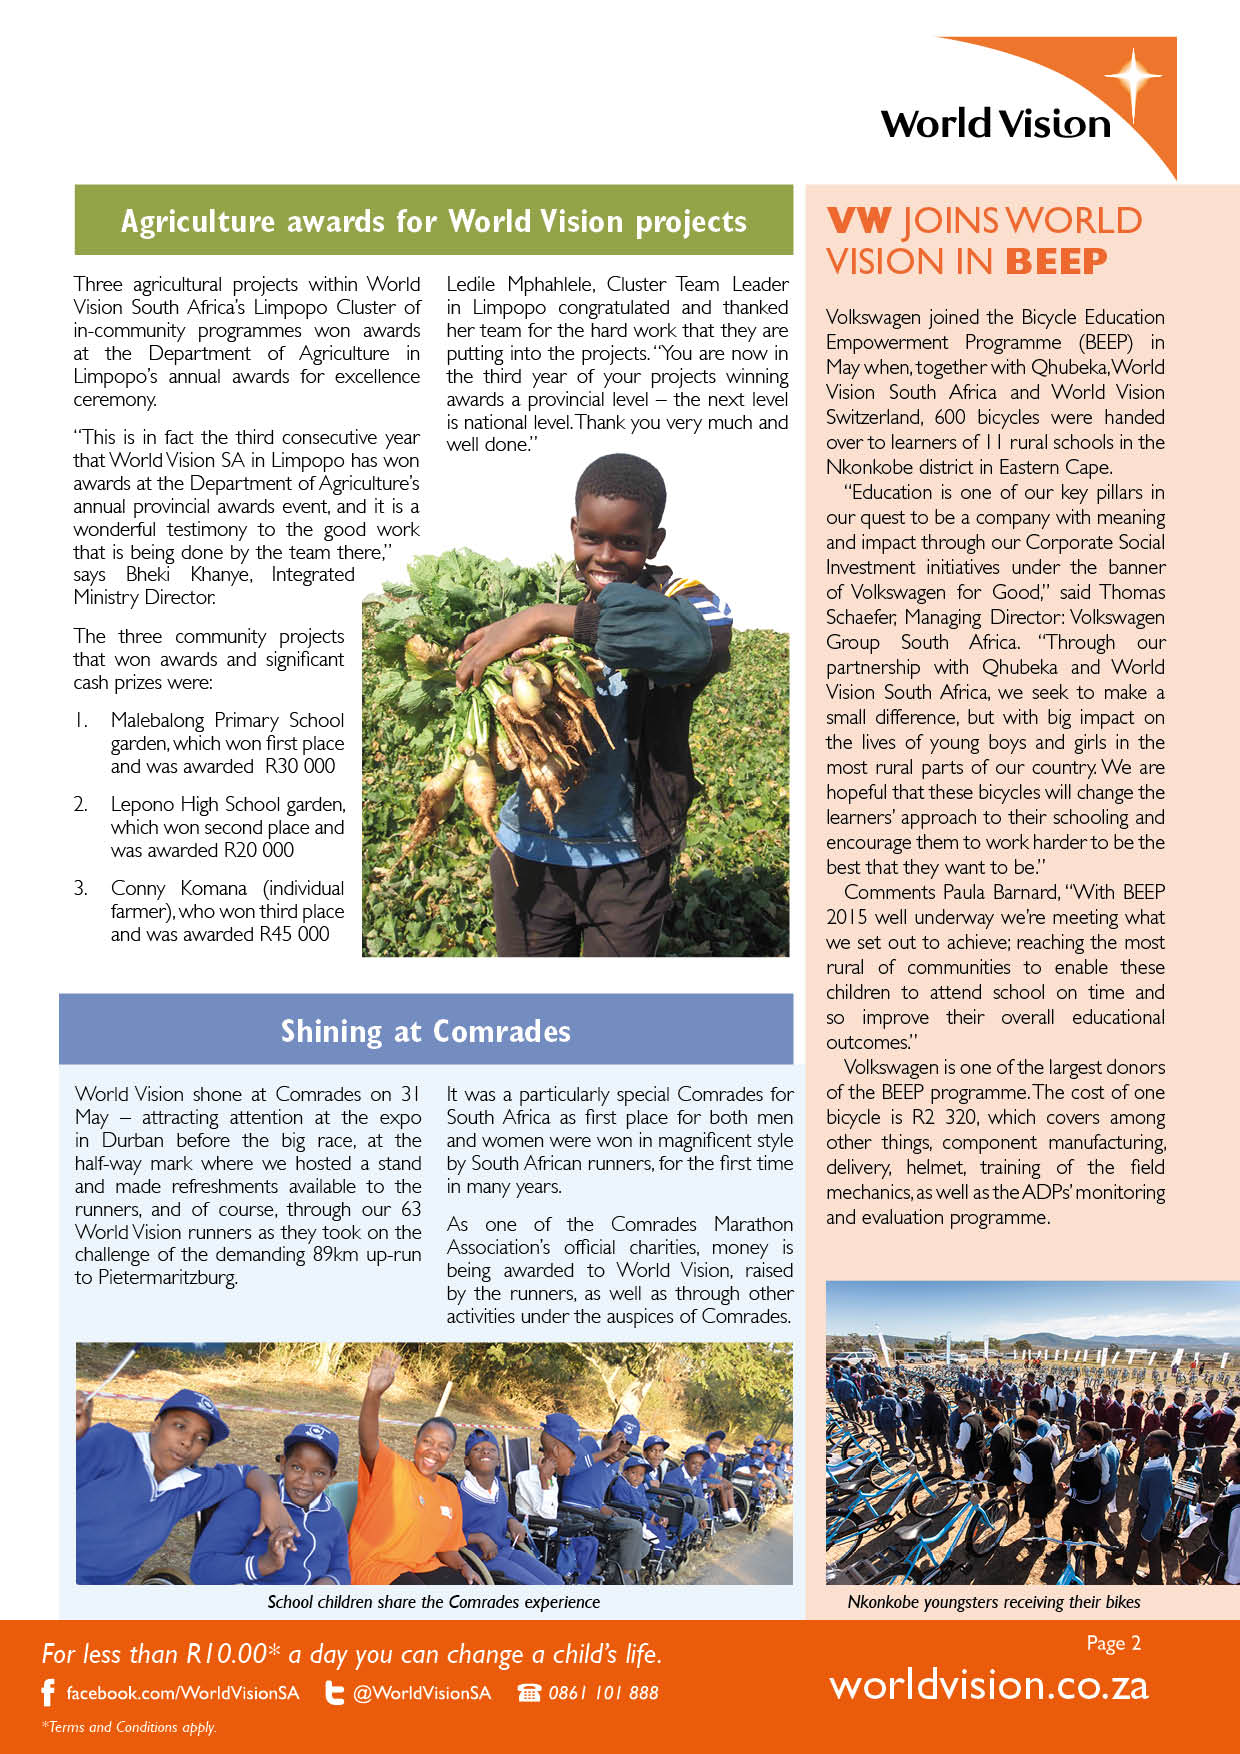 World Vision
Agriculture awards for World Vision projects
Three agricultural projects within World
Vision South Africa’s Limpopo Cluster of
in-community programmes won awards
at the Department of Agriculture in
Limpopo’s annual awards for excellence
ceremony.
“This is in fact the third consecutive year
that World Vision SA in Limpopo has won
awards at the Department of Agriculture’s
annual provincial awards event, and it is a
wonderful testimony to the good work
that is being done by the team there,”
says Bheki Khanye, Integrated
Ministry Director.
The three community projects
that won awards and significant
cash prizes were:
1. Malebalong Primary School
garden, which won first place
and was awarded R30 000
2. Lepono High School garden,
which won second place and
was awarded R20 000
3. Conny Komana (individual
farmer), who won third place
and was awarded R45 000
Ledile Mphahlele, Cluster Team Leader
in Limpopo congratulated and thanked
her team for the hard work that they are
putting into the projects. “You are now in
the third year of your projects winning
awards a provincial level – the next level
is national level. Thank you very much and
well done.”
Shining at Comrades
World Vision shone at Comrades on 31
May – attracting attention at the expo
in Durban before the big race, at the
half-way mark where we hosted a stand
and made refreshments available to the
runners, and of course, through our 63
World Vision runners as they took on the
challenge of the demanding 89km up-run
to Pietermaritzburg.
It was a particularly special Comrades for
South Africa as first place for both men
and women were won in magnificent style
by South African runners, for the first time
in many years.
As one of the Comrades Marathon
Association’s official charities, money is
being awarded to World Vision, raised
by the runners, as well as through other
activities under the auspices of Comrades.
School children share the Comrades experience
VW JOINS WORLD
VISION IN BEEP
Volkswagen joined the Bicycle Education
Empowerment Programme (BEEP) in
May when, together with Qhubeka, World
Vision South Africa and World Vision
Switzerland, 600 bicycles were handed
over to learners of 11 rural schools in the
Nkonkobe district in Eastern Cape.
“Education is one of our key pillars in
our quest to be a company with meaning
and impact through our Corporate Social
Investment initiatives under the banner
of Volkswagen for Good,” said Thomas
Schaefer, Managing Director: Volkswagen
Group South Africa. “Through our
partnership with Qhubeka and World
Vision South Africa, we seek to make a
small difference, but with big impact on
the lives of young boys and girls in the
most rural parts of our country. We are
hopeful that these bicycles will change the
learners’ approach to their schooling and
encourage them to work harder to be the
best that they want to be.”
Comments Paula Barnard, “With BEEP
2015 well underway we’re meeting what
we set out to achieve; reaching the most
rural of communities to enable these
children to attend school on time and
so improve their overall educational
outcomes.”
Volkswagen is one of the largest donors
of the BEEP programme. The cost of one
bicycle is R2 320, which covers among
other things, component manufacturing,
delivery, helmet, training of the field
mechanics, as well as the ADPs’ monitoring
and evaluation programme.
Nkonkobe youngsters receiving their bikes
For less than R10.00* a day you can change a child’s life.
facebook.com/WorldVisionSA @WorldVisionSA 0861 101 888
*Terms and Conditions apply.
Page 2
worldvision.co.za